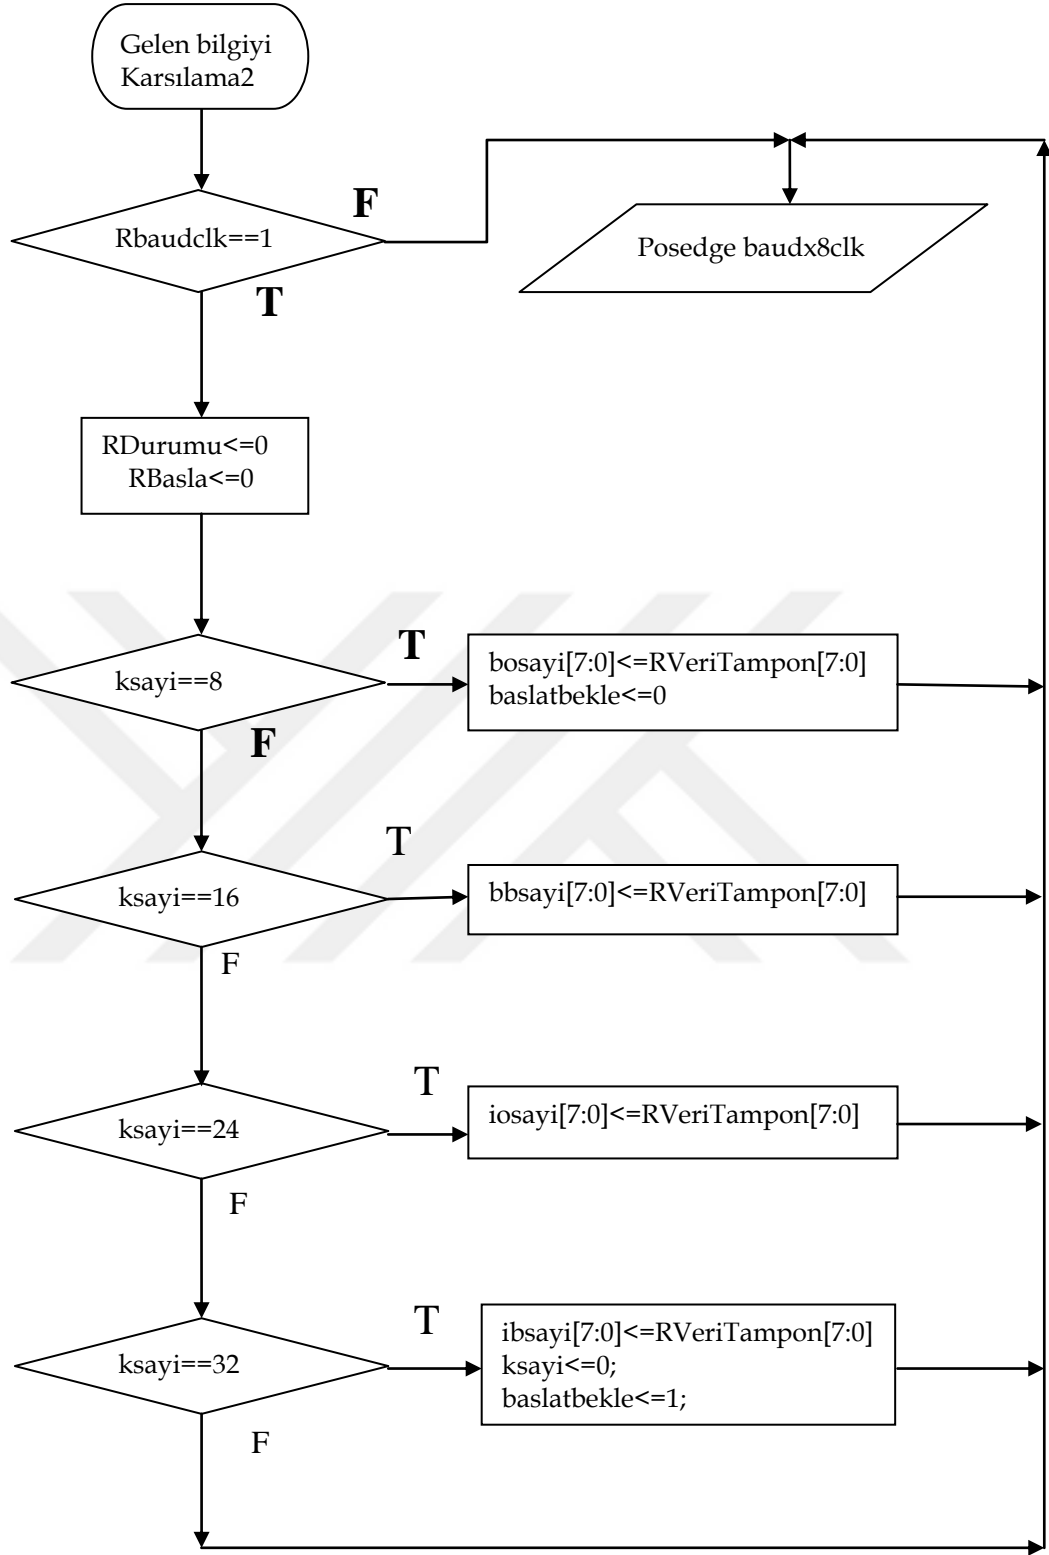 Gelen bilgiyi
Karsılama2
Rbaudclk==1
F
T
Posedge baudx8clk
RDurumu<=0
RBasla<=0
ksayi==8
T
F
bosayi[7:0]<=RVeriTampon[7:0]
baslatbekle<=0
ksayi==16
T
F
bbsayi[7:0]<=RVeriTampon[7:0]
ksayi==24
T
F
iosayi[7:0]<=RVeriTampon[7:0]
ksayi==32
T
F
ibsayi[7:0]<=RVeriTampon[7:0]
ksayi<=0;
baslatbekle<=1;